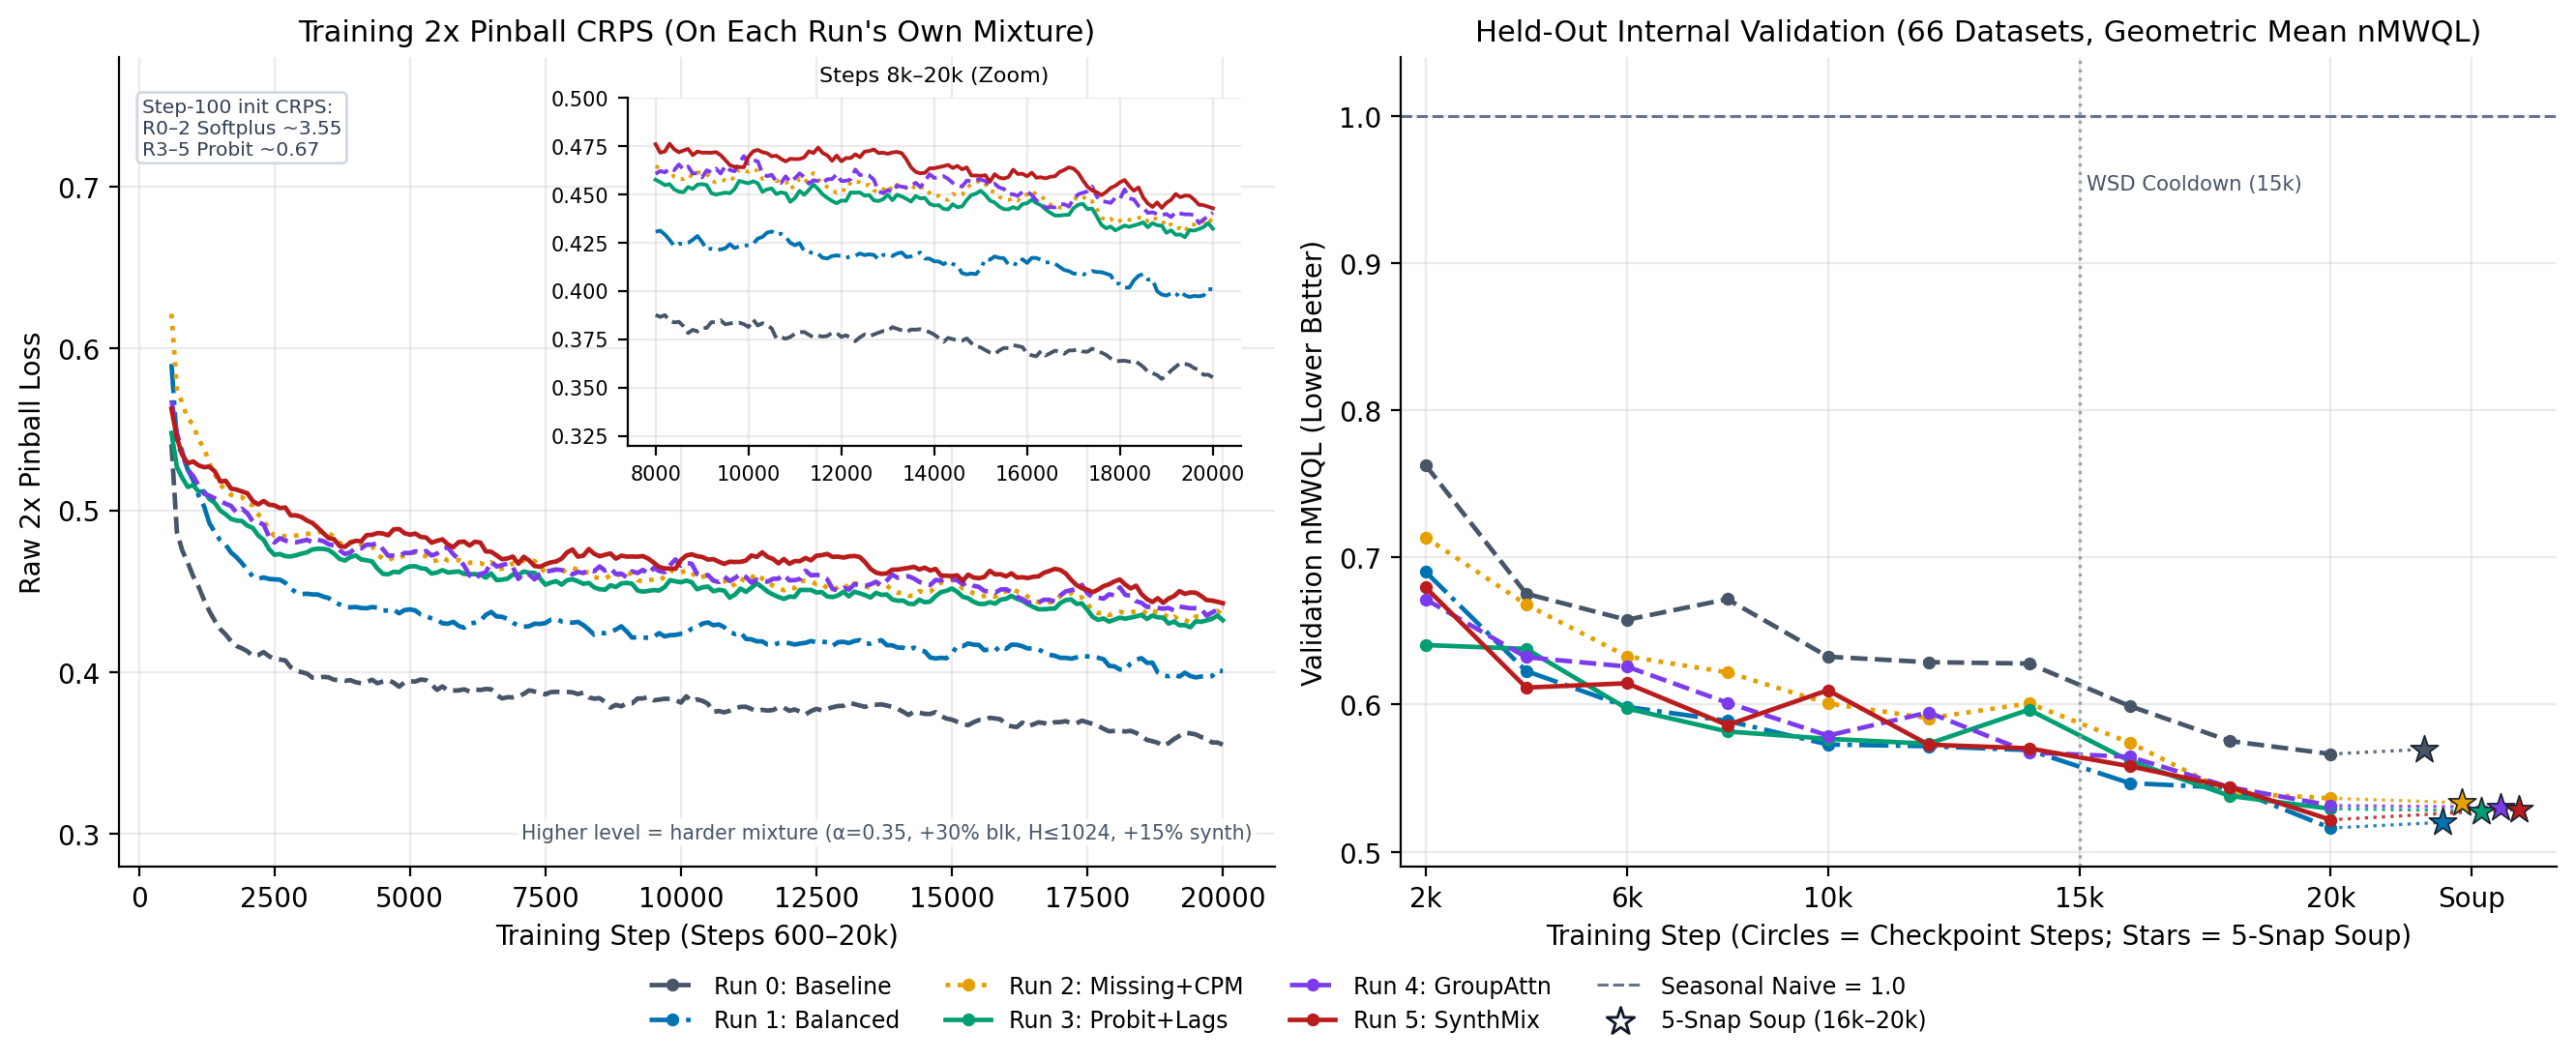 Training 2x Pinball CRPS (On Each Run's Own Mixture)
Step-100 init CRPS:
R0–2 Softplus ~3.55
R3–5 Probit ~0.67
Steps 8k–20k (Zoom)
0.500
0.475
0.450
0.425
0.400
0.375
0.350
0.325
8000 10000 12000 14000 16000 18000 20000
Raw 2x Pinball Loss
0.7
0.6
0.5
0.4
0.3
Higher level = harder mixture (α=0.35, +30% blk, H≤1024, +15% synth)
0 2500 5000 7500 10000 12500 15000 17500 20000
Training Step (Steps 600–20k)
Held-Out Internal Validation (66 Datasets, Geometric Mean nMWQL)
Validation nMWQL (Lower Better)
1.0
0.9
0.8
0.7
0.6
0.5
WSD Cooldown (15k)
2k 6k 10k 15k 20k Soup
Training Step (Circles = Checkpoint Steps; Stars = 5-Snap Soup)
Run 0: Baseline Run 2: Missing+CPM Run 4: GroupAttn Seasonal Naive = 1.0
Run 1: Balanced Run 3: Probit+Lags Run 5: SynthMix 5-Snap Soup (16k–20k)